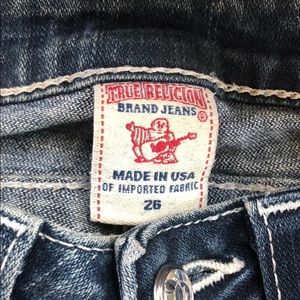 TRUE RELIGION
BRAND JEANS®
MADE IN USA
OF IMPORTED FABRIC
26